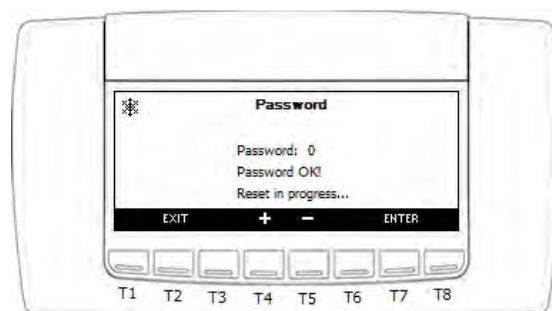 Password
Password: 0
Password OK!
Reset in progress...
EXIT + − ENTER
T1 T2 T3 T4 T5 T6 T7 T8